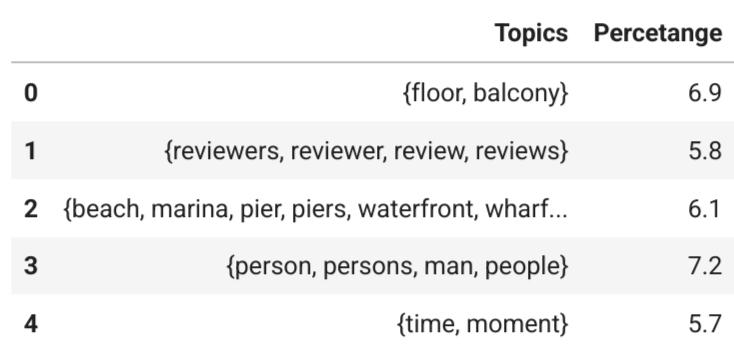 Topics Percetange
0 {floor, balcony} 6.9
1 {reviewers, reviewer, review, reviews} 5.8
2 {beach, marina, pier, piers, waterfront, wharf... 6.1
3 {person, persons, man, people} 7.2
4 {time, moment} 5.7